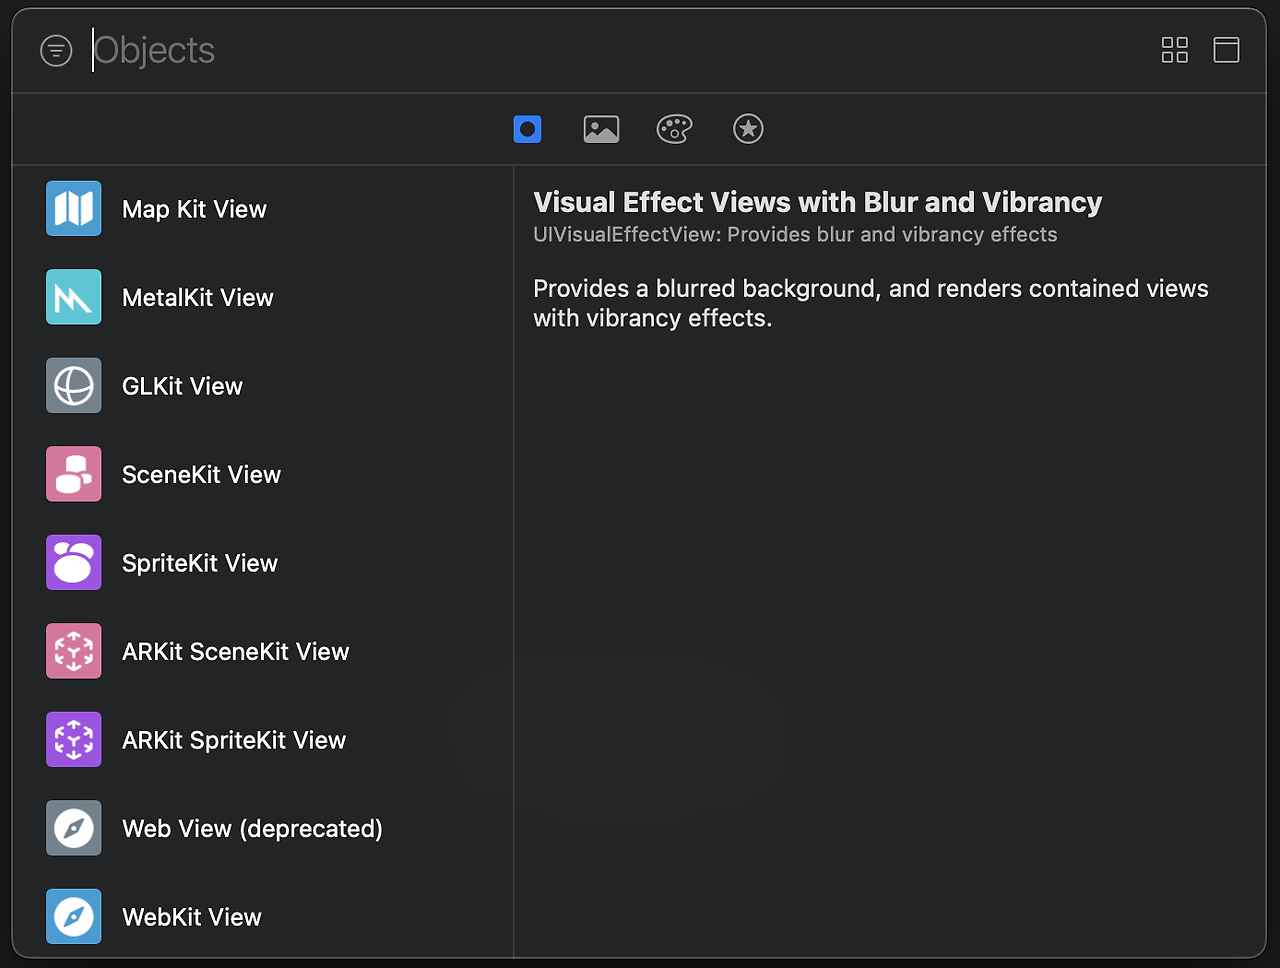 Objects
Map Kit View
MetalKit View
GLKit View
SceneKit View
SpriteKit View
ARKit SceneKit View
ARKit SpriteKit View
Web View (deprecated)
WebKit View
Visual Effect Views with Blur and Vibrancy
UIVisualEffectView: Provides blur and vibrancy effects
Provides a blurred background, and renders contained views
with vibrancy effects.